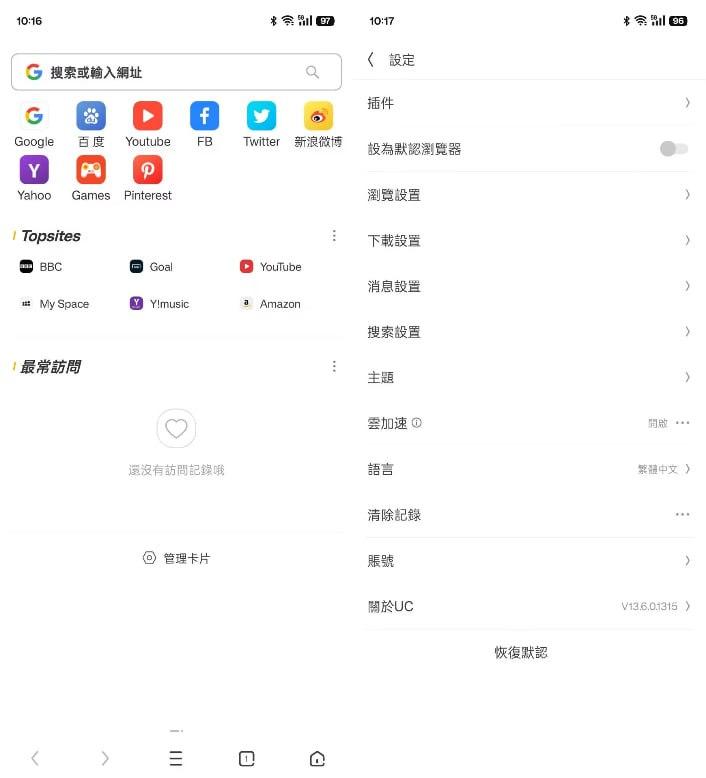 10:16
5G 97
搜索或輸入網址
Google 百度 Youtube FB Twitter 新浪微博
Yahoo Games Pinterest
Topsites
BBC Goal YouTube
My Space Y!music Amazon
最常訪問
還沒有訪問記錄哦
管理卡片
1
10:17
5G 96
設定
插件
設為默認瀏覽器
瀏覽設置
下載設置
消息設置
搜索設置
主題
雲加速 開啟
語言 繁體中文
清除記錄
賬號
關於UC V13.6.0.1315
恢復默認